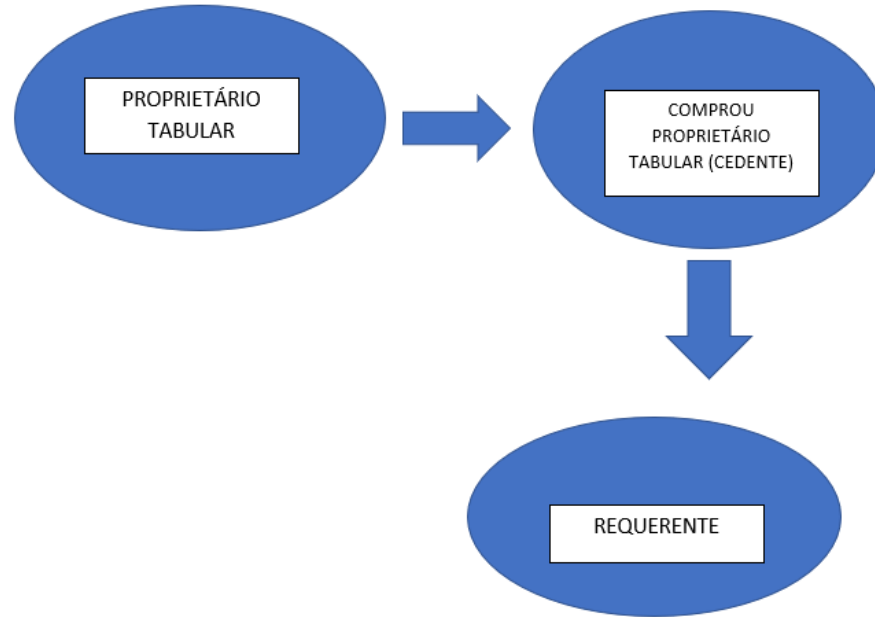 PROPRIETÁRIO
TABULAR
COMPROU
PROPRIETÁRIO
TABULAR (CEDENTE)
REQUERENTE